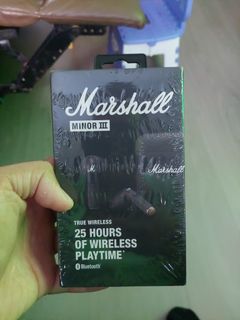 Marshall
MINOR III
M
Marshall
TRUE WIRELESS
25 HOURS
OF WIRELESS
PLAYTIME*
Bluetooth®